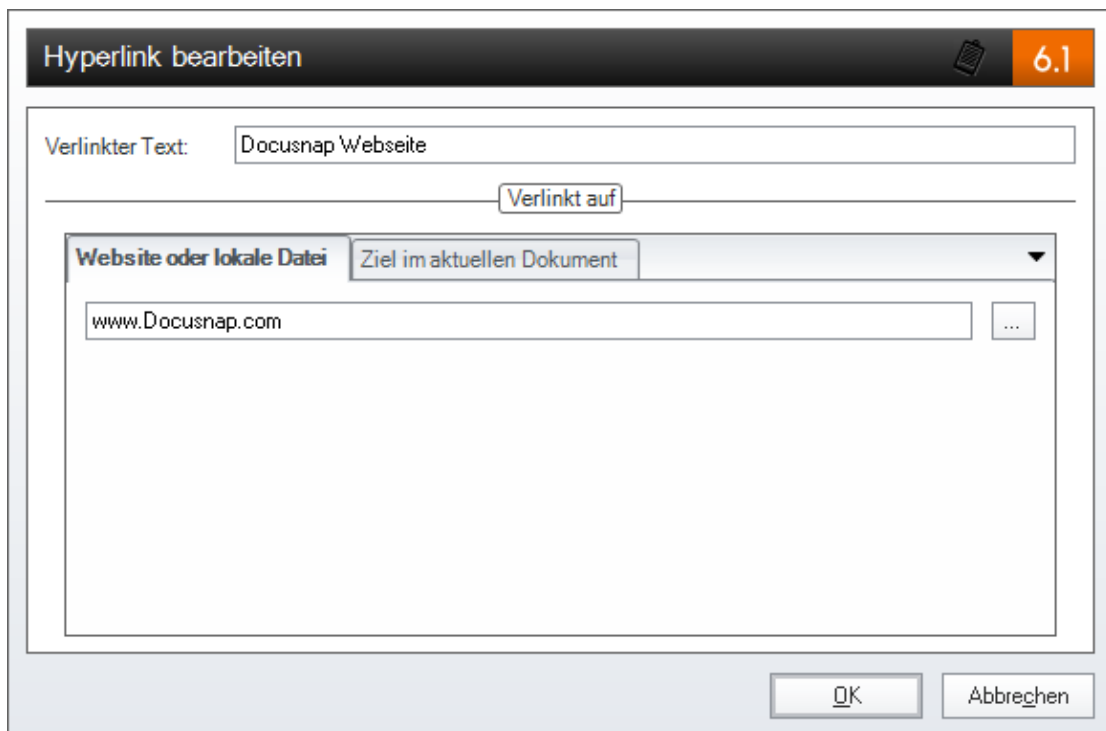 Hyperlink bearbeiten 6.1
Verlinkter Text: Docusnap Webseite
Verlinkt auf
Website oder lokale Datei Ziel im aktuellen Dokument
www.Docusnap.com ...
OK Abbrechen